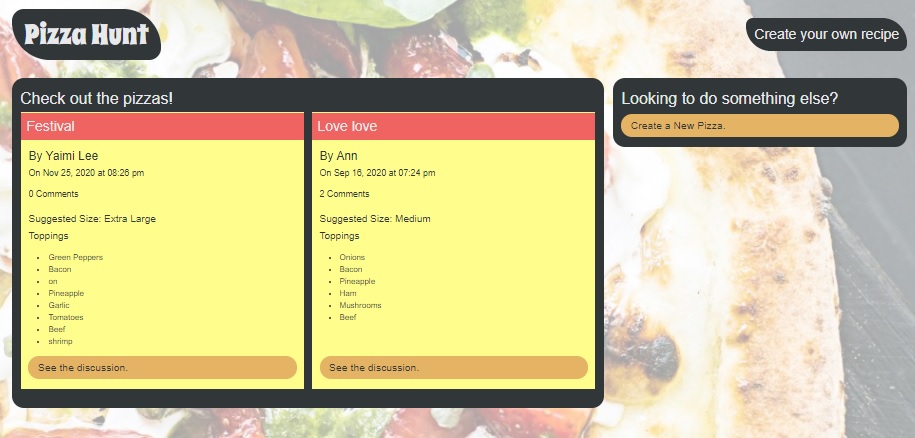 Pizza Hunt
Create your own recipe
Check out the pizzas!
Festival
By Yaimi Lee
On Nov 25, 2020 at 08:26 pm
0 Comments
Suggested Size: Extra Large
Toppings
Green Peppers
Bacon
on
Pineapple
Garlic
Tomatoes
Beef
shrimp
See the discussion.
Love love
By Ann
On Sep 16, 2020 at 07:24 pm
2 Comments
Suggested Size: Medium
Toppings
Onions
Bacon
Pineapple
Ham
Mushrooms
Beef
See the discussion.
Looking to do something else?
Create a New Pizza.